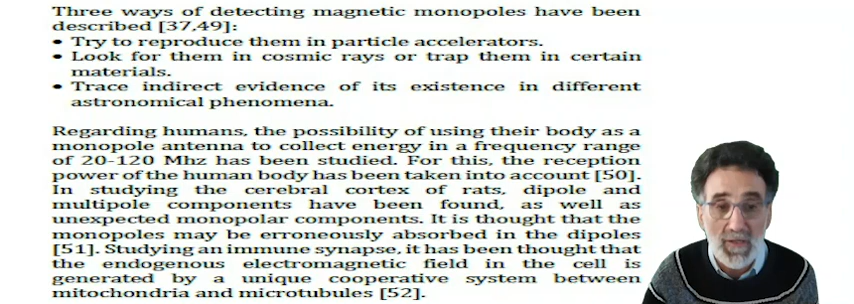 Three ways of detecting magnetic monopoles have been
described [37,49]:
• Try to reproduce them in particle accelerators.
• Look for them in cosmic rays or trap them in certain
materials.
• Trace indirect evidence of its existence in different
astronomical phenomena.
Regarding humans, the possibility of using their body as a
monopole antenna to collect energy in a frequency range
of 20-120 Mhz has been studied. For this, the reception
power of the human body has been taken into account [50].
In studying the cerebral cortex of rats, dipole and
multipole components have been found, as well as
unexpected monopolar components. It is thought that the
monopoles may be erroneously absorbed in the dipoles
[51]. Studying an immune synapse, it has been thought that
the endogenous electromagnetic field in the cell is
generated by a unique cooperative system between
mitochondria and microtubules [52].